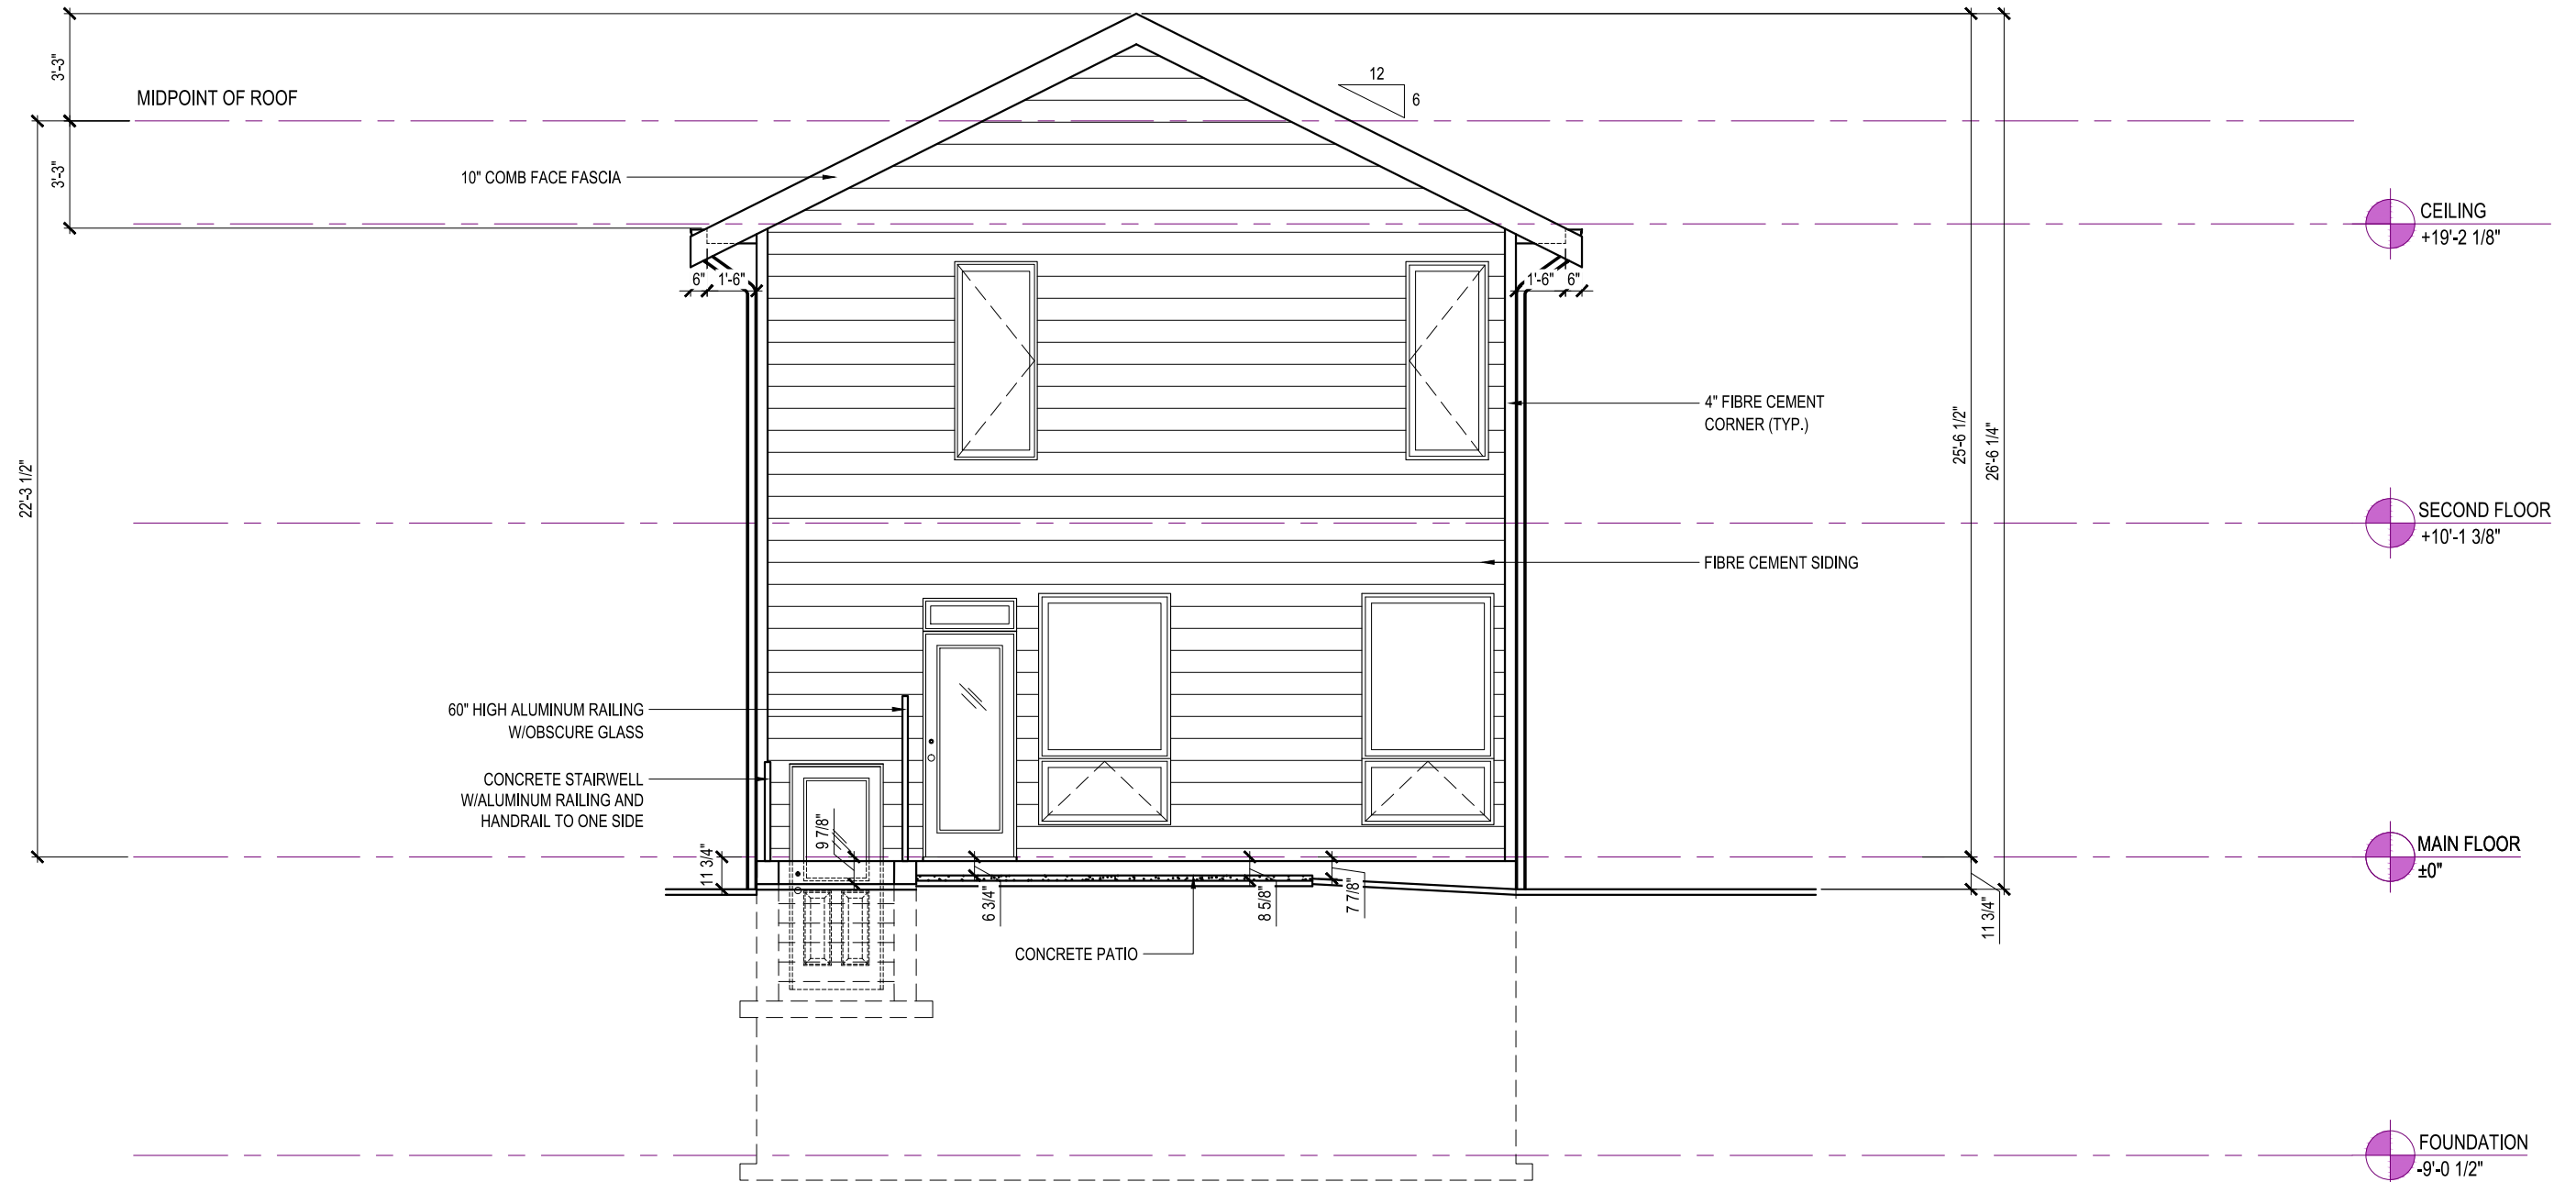 3'-3"
MIDPOINT OF ROOF
12
6
3'-3"
10" COMB FACE FASCIA
CEILING
+19'-2 1/8"
6"
1'-6"
1'-6"
6"
4" FIBRE CEMENT
CORNER (TYP.)
25'-6 1/2"
26'-6 1/4"
22'-3 1/2"
SECOND FLOOR
+10'-1 3/8"
FIBRE CEMENT SIDING
60" HIGH ALUMINUM RAILING
W/OBSCURE GLASS
CONCRETE STAIRWELL
W/ALUMINUM RAILING AND
HANDRAIL TO ONE SIDE
9 7/8"
11 3/4"
MAIN FLOOR
±0"
6 3/4"
8 5/8"
7 7/8"
11 3/4"
CONCRETE PATIO
FOUNDATION
-9'-0 1/2"